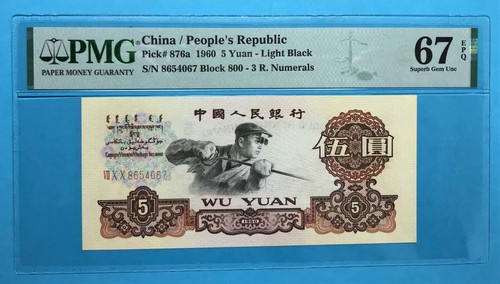 PMG
PAPER MONEY GUARANTY
China / People's Republic
Pick# 876a 1960 5 Yuan - Light Black
S/N 8654067 Block 800 - 3 R. Numerals
67 EPQ
Superb Gem Unc
中國人民銀行
VIII X X 8654067
伍圓
5
WU YUAN
1960
5